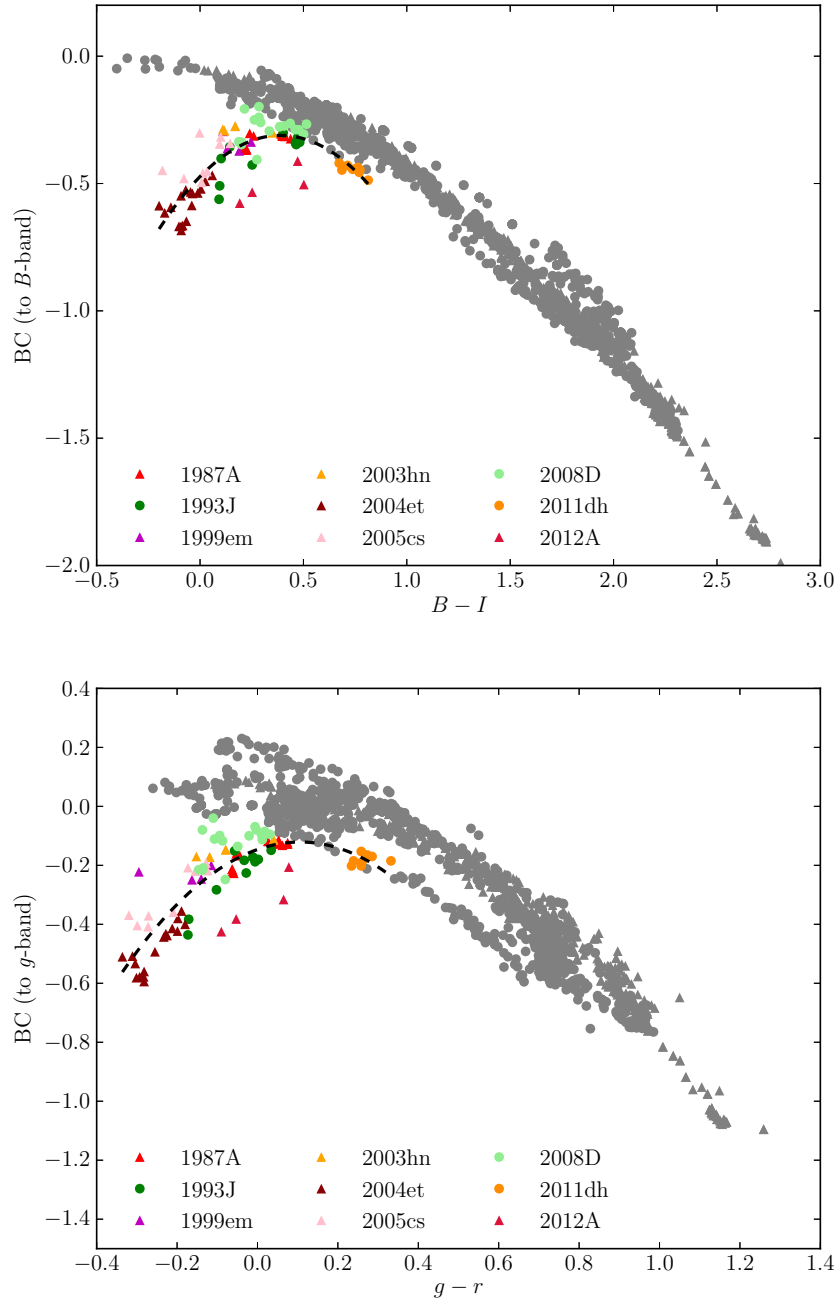 0.0
−0.5
−1.0
−1.5
−2.0
BC (to B-band)
1987A 2003hn 2008D
1993J 2004et 2011dh
1999em 2005cs 2012A
−0.5 0.0 0.5 1.0 1.5 2.0 2.5 3.0
B − I
0.4
0.2
0.0
−0.2
−0.4
−0.6
−0.8
−1.0
−1.2
−1.4
BC (to g-band)
1987A 2003hn 2008D
1993J 2004et 2011dh
1999em 2005cs 2012A
−0.4 −0.2 0.0 0.2 0.4 0.6 0.8 1.0 1.2 1.4
g − r